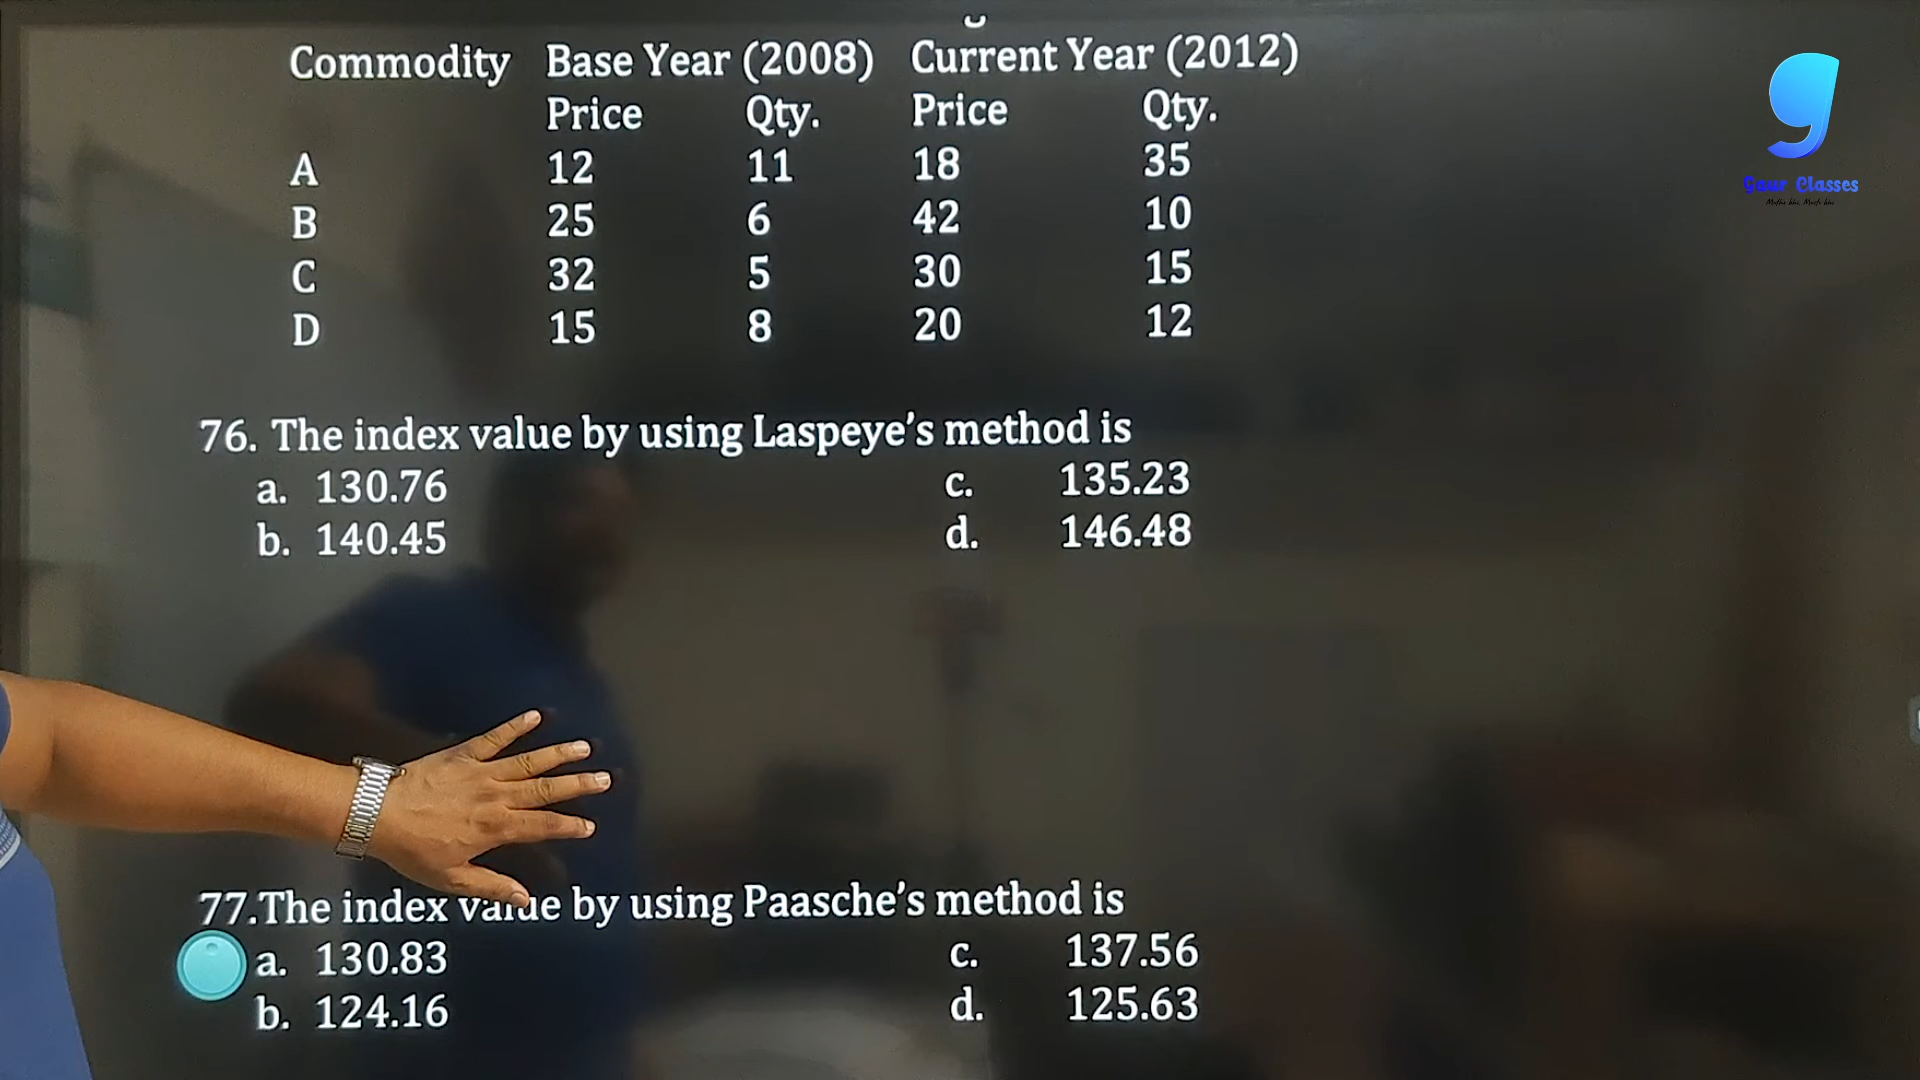 Commodity Base Year (2008) Current Year (2012)
Price Qty. Price Qty.
A 12 11 18 35
B 25 6 42 10
C 32 5 30 15
D 15 8 20 12
76. The index value by using Laspeye’s method is
a. 130.76 c. 135.23
b. 140.45 d. 146.48
77.The index value by using Paasche’s method is
a. 130.83 c. 137.56
b. 124.16 d. 125.63
g
Gour Classes